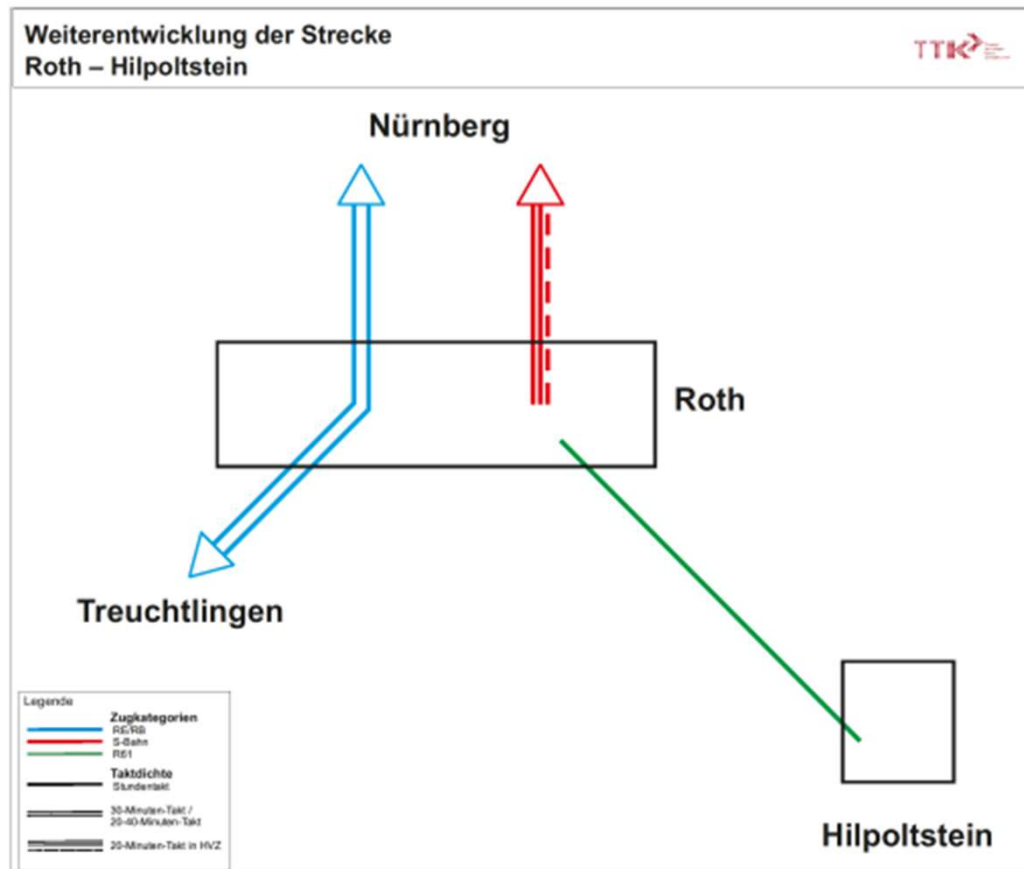 Weiterentwicklung der Strecke
Roth – Hilpoltstein
TTK
Nürnberg
Roth
Treuchtlingen
Hilpoltstein
Legende
Zugkategorien
RE/RB
S-Bahn
R61
Taktdichte
Stundentakt
30-Minuten-Takt /
20-40-Minuten-Takt
20-Minuten-Takt in HVZ